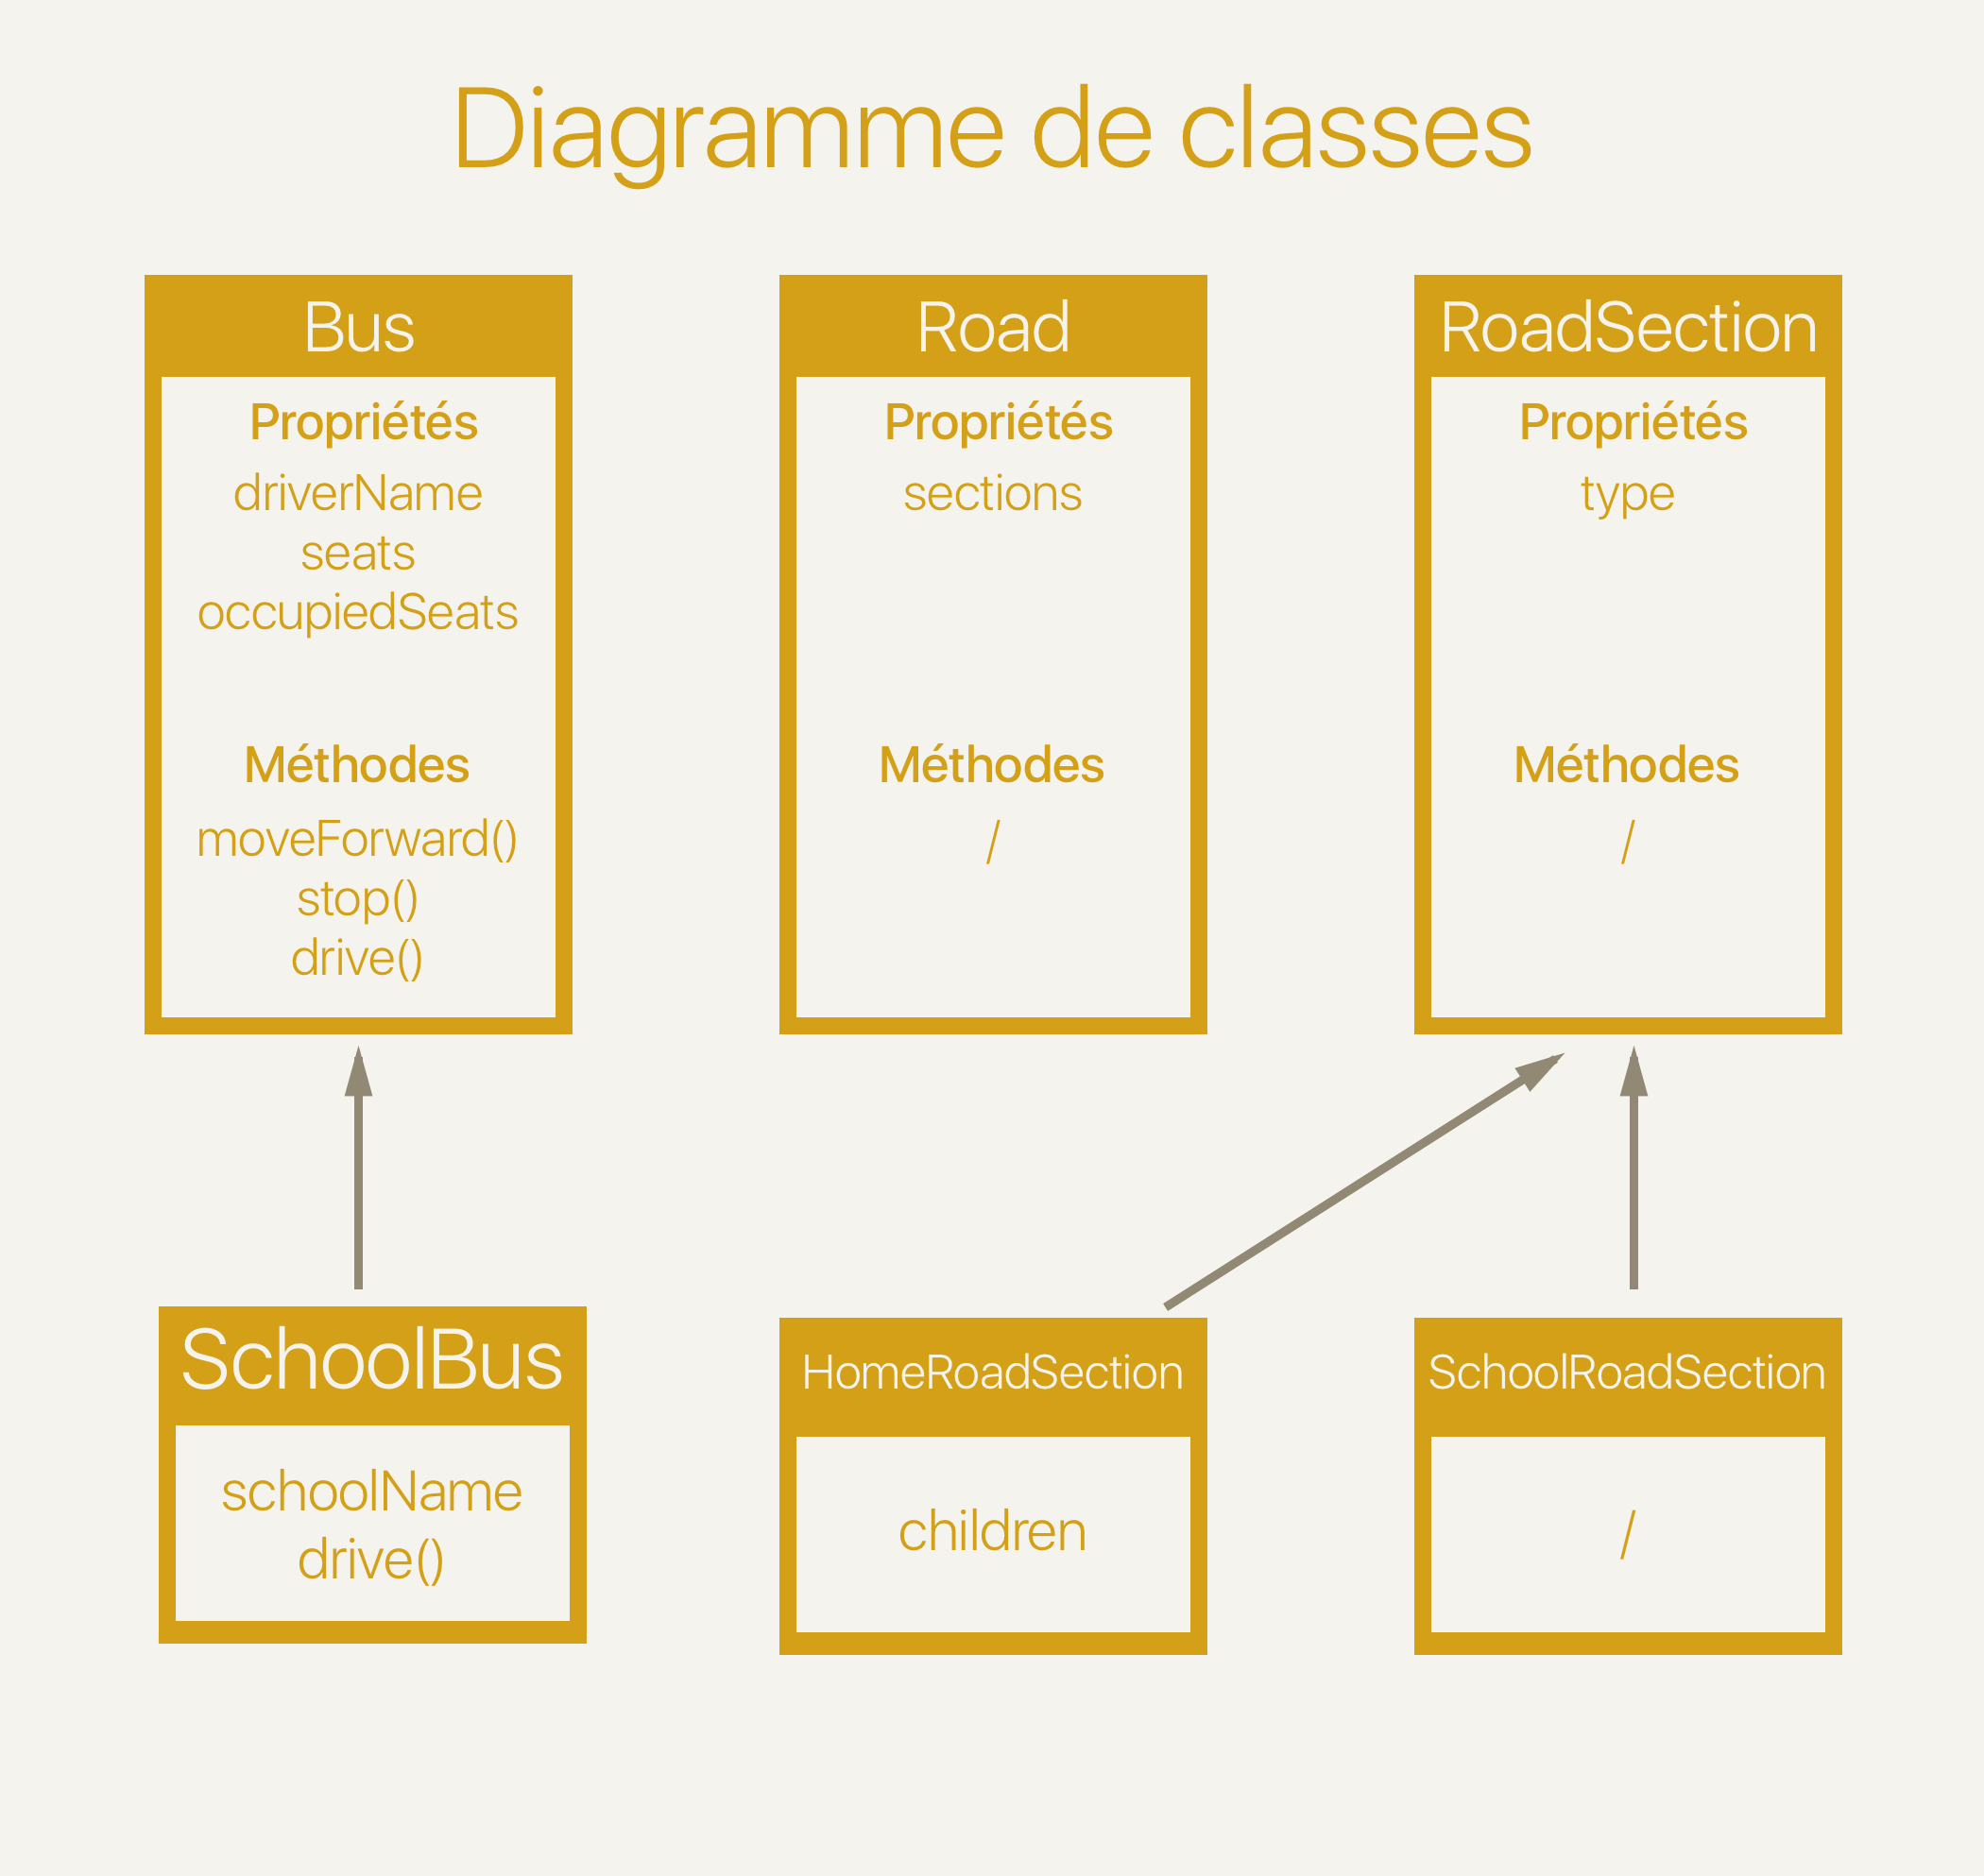 Diagramme de classes
Bus
Propriétés
driverName
seats
occupiedSeats
Méthodes
moveForward()
stop()
drive()
Road
Propriétés
sections
Méthodes
/
RoadSection
Propriétés
type
Méthodes
/
SchoolBus
schoolName
drive()
HomeRoadSection
children
SchoolRoadSection
/